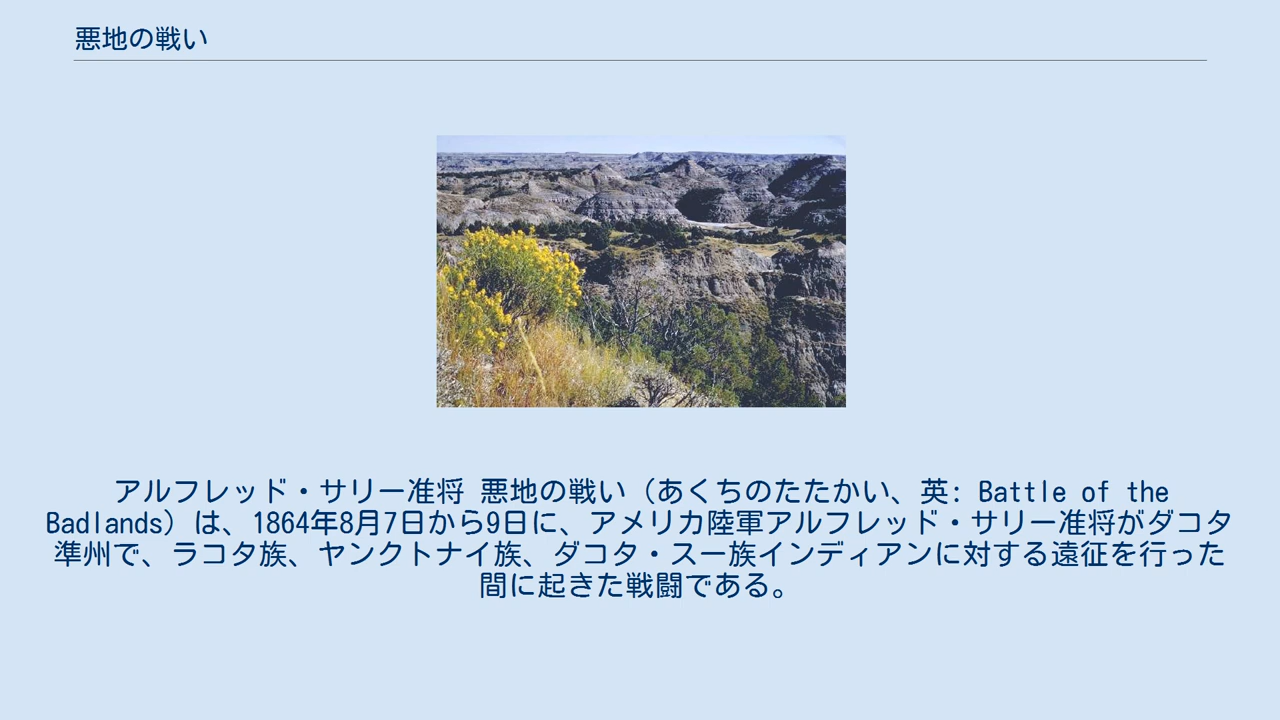 悪地の戦い
アルフレッド・サリー准将 悪地の戦い（あくちのたたかい、英: Battle of the
Badlands）は、1864年8月7日から9日に、アメリカ陸軍アルフレッド・サリー准将がダコタ
準州で、ラコタ族、ヤンクトナイ族、ダコタ・スー族インディアンに対する遠征を行った
間に起きた戦闘である。